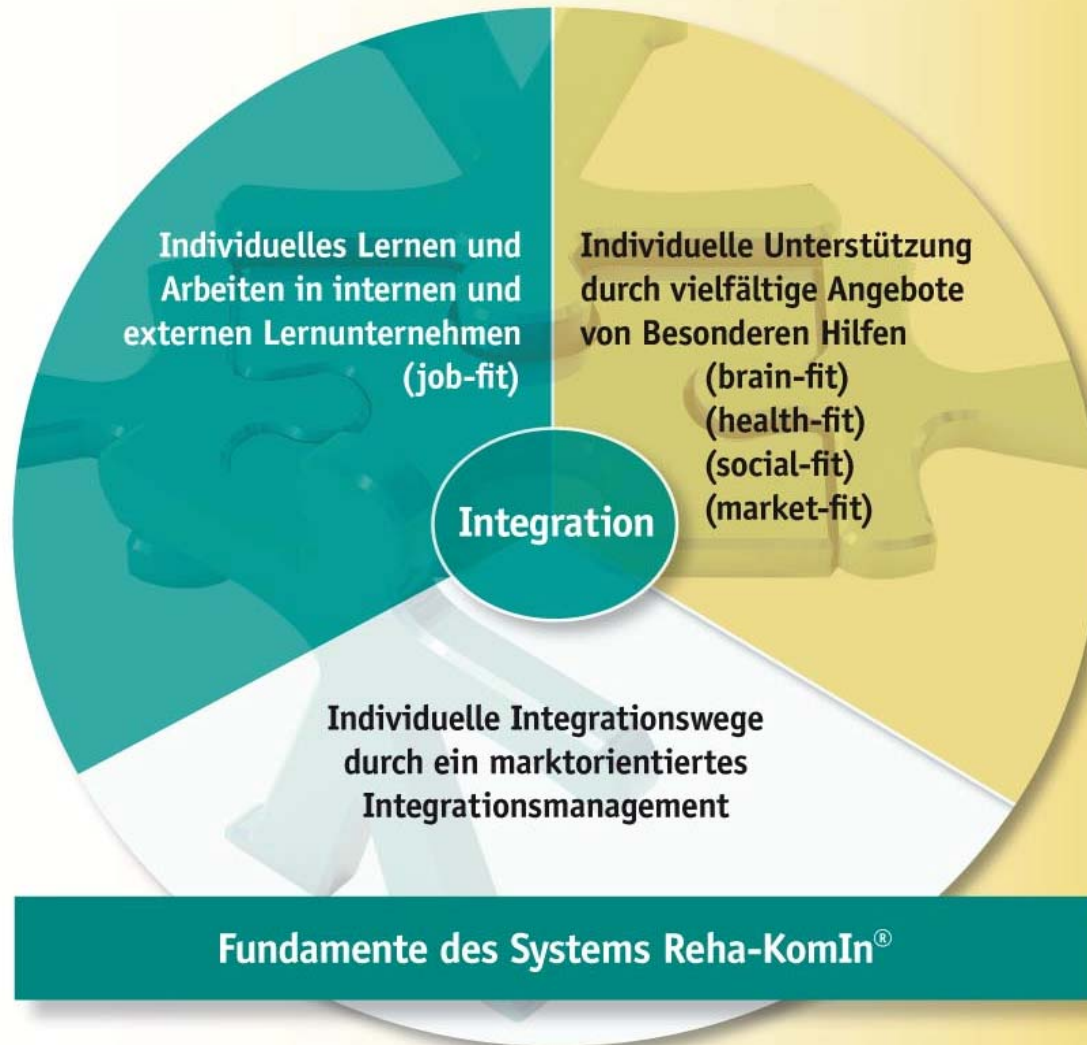 Individuelles Lernen und
Arbeiten in internen und
externen Lernunternehmen
(job-fit)
Individuelle Unterstützung
durch vielfältige Angebote
von Besonderen Hilfen
(brain-fit)
(health-fit)
(social-fit)
(market-fit)
Integration
Individuelle Integrationswege
durch ein marktorientiertes
Integrationsmanagement
Fundamente des Systems Reha-KomIn®